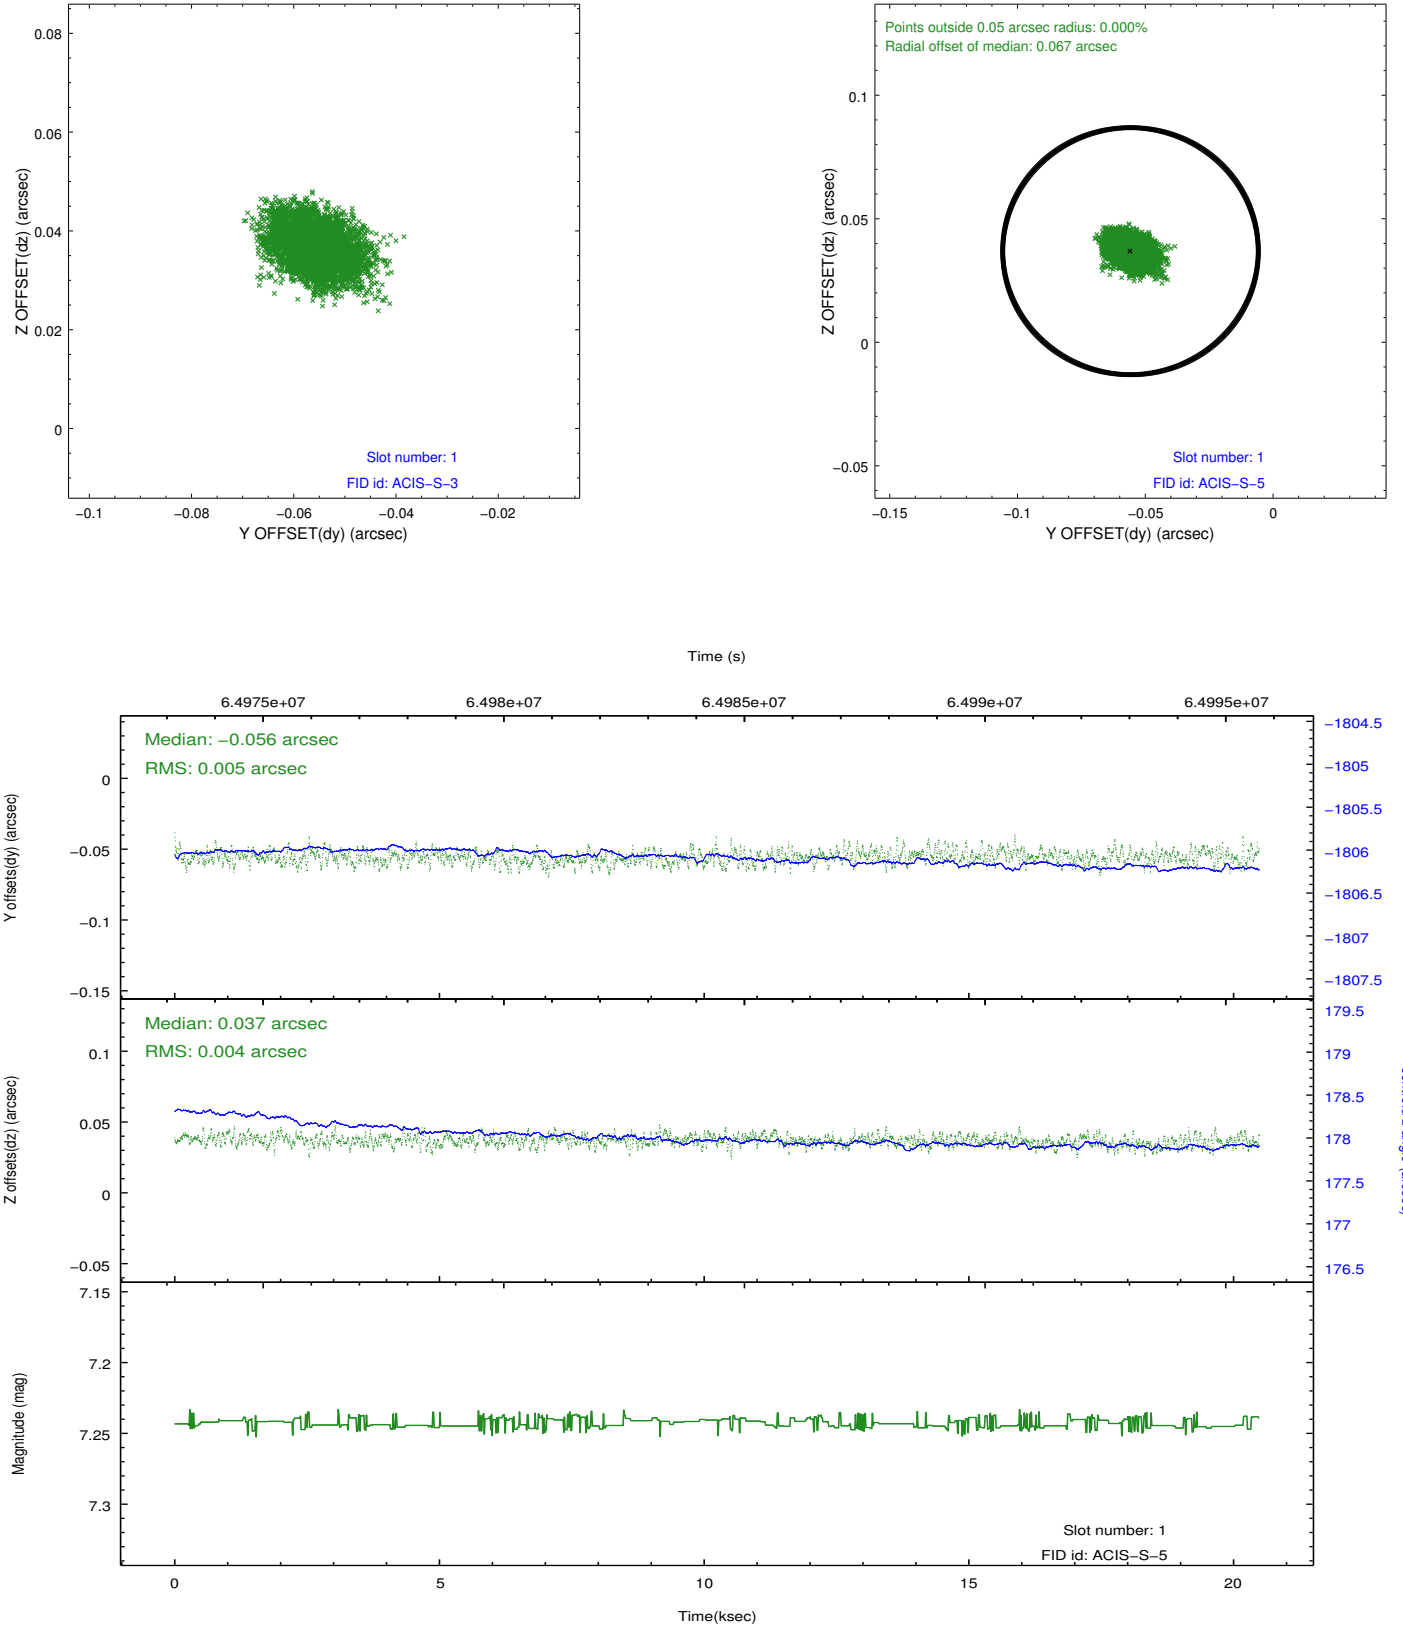 0.08
0.06
0.04
0.02
0
Z OFFSET(dz) (arcsec)
Slot number: 1
FID id: ACIS−S−3
−0.1
−0.08
−0.06
−0.04
−0.02
Y OFFSET(dy) (arcsec)
Points outside 0.05 arcsec radius: 0.000%
Radial offset of median: 0.067 arcsec
0.1
0.05
0
−0.05
Z OFFSET(dz) (arcsec)
Slot number: 1
FID id: ACIS−S−5
−0.15
−0.1
−0.05
0
Y OFFSET(dy) (arcsec)
Time (s)
6.4975e+07
6.498e+07
6.4985e+07
6.499e+07
6.4995e+07
Median: −0.056 arcsec
RMS: 0.005 arcsec
0
−0.05
−0.1
−0.15
Y offsets(dy) (arcsec)
−1804.5
−1805
−1805.5
−1806
−1806.5
−1807
−1807.5
Median: 0.037 arcsec
RMS: 0.004 arcsec
0.1
0.05
0
−0.05
Z offsets(dz) (arcsec)
179.5
179
178.5
178
177.5
177
176.5
7.15
7.2
7.25
7.3
Magnitude (mag)
Slot number: 1
FID id: ACIS−S−5
0
5
10
15
20
Time(ksec)